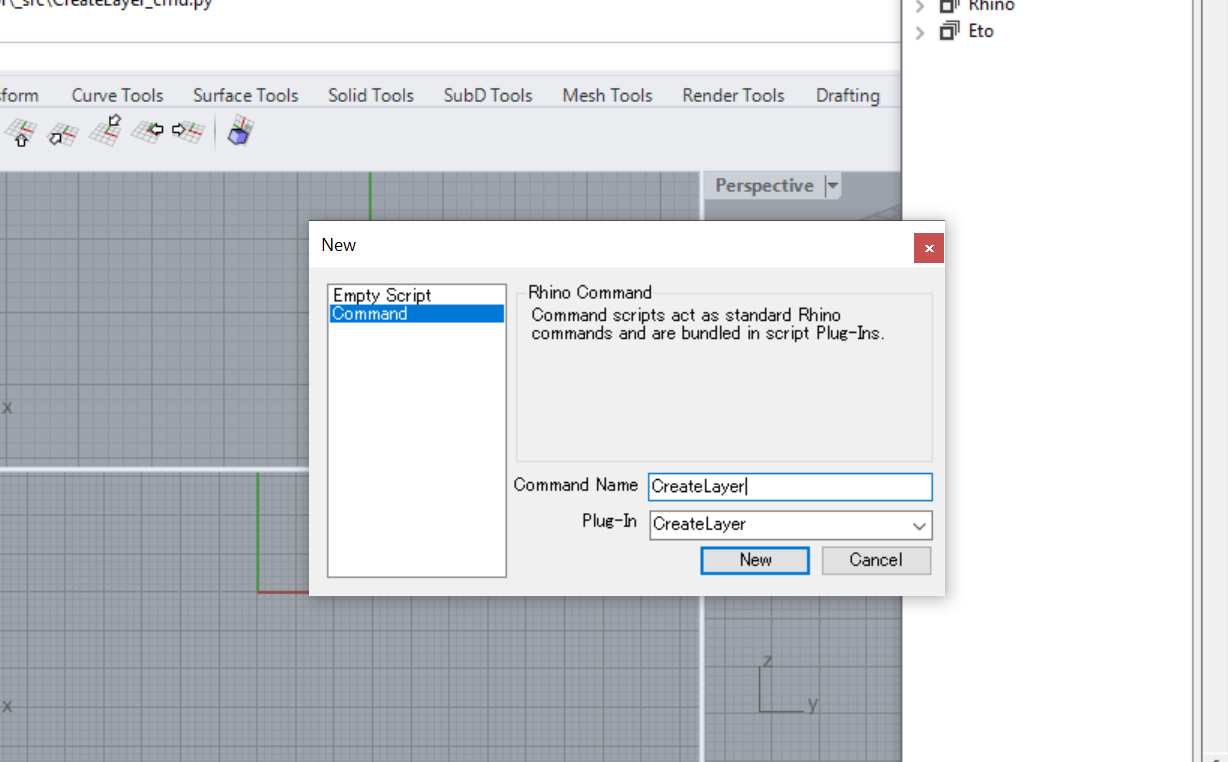 \_src\CreateLayer_cmd.py
Rhino
Eto
form
Curve Tools
Surface Tools
Solid Tools
SubD Tools
Mesh Tools
Render Tools
Drafting
Perspective
New
x
Empty Script
Command
Rhino Command
Command scripts act as standard Rhino
commands and are bundled in script Plug-Ins.
x
Command Name
CreateLayer
Plug-In
CreateLayer
New
Cancel
z
y
x